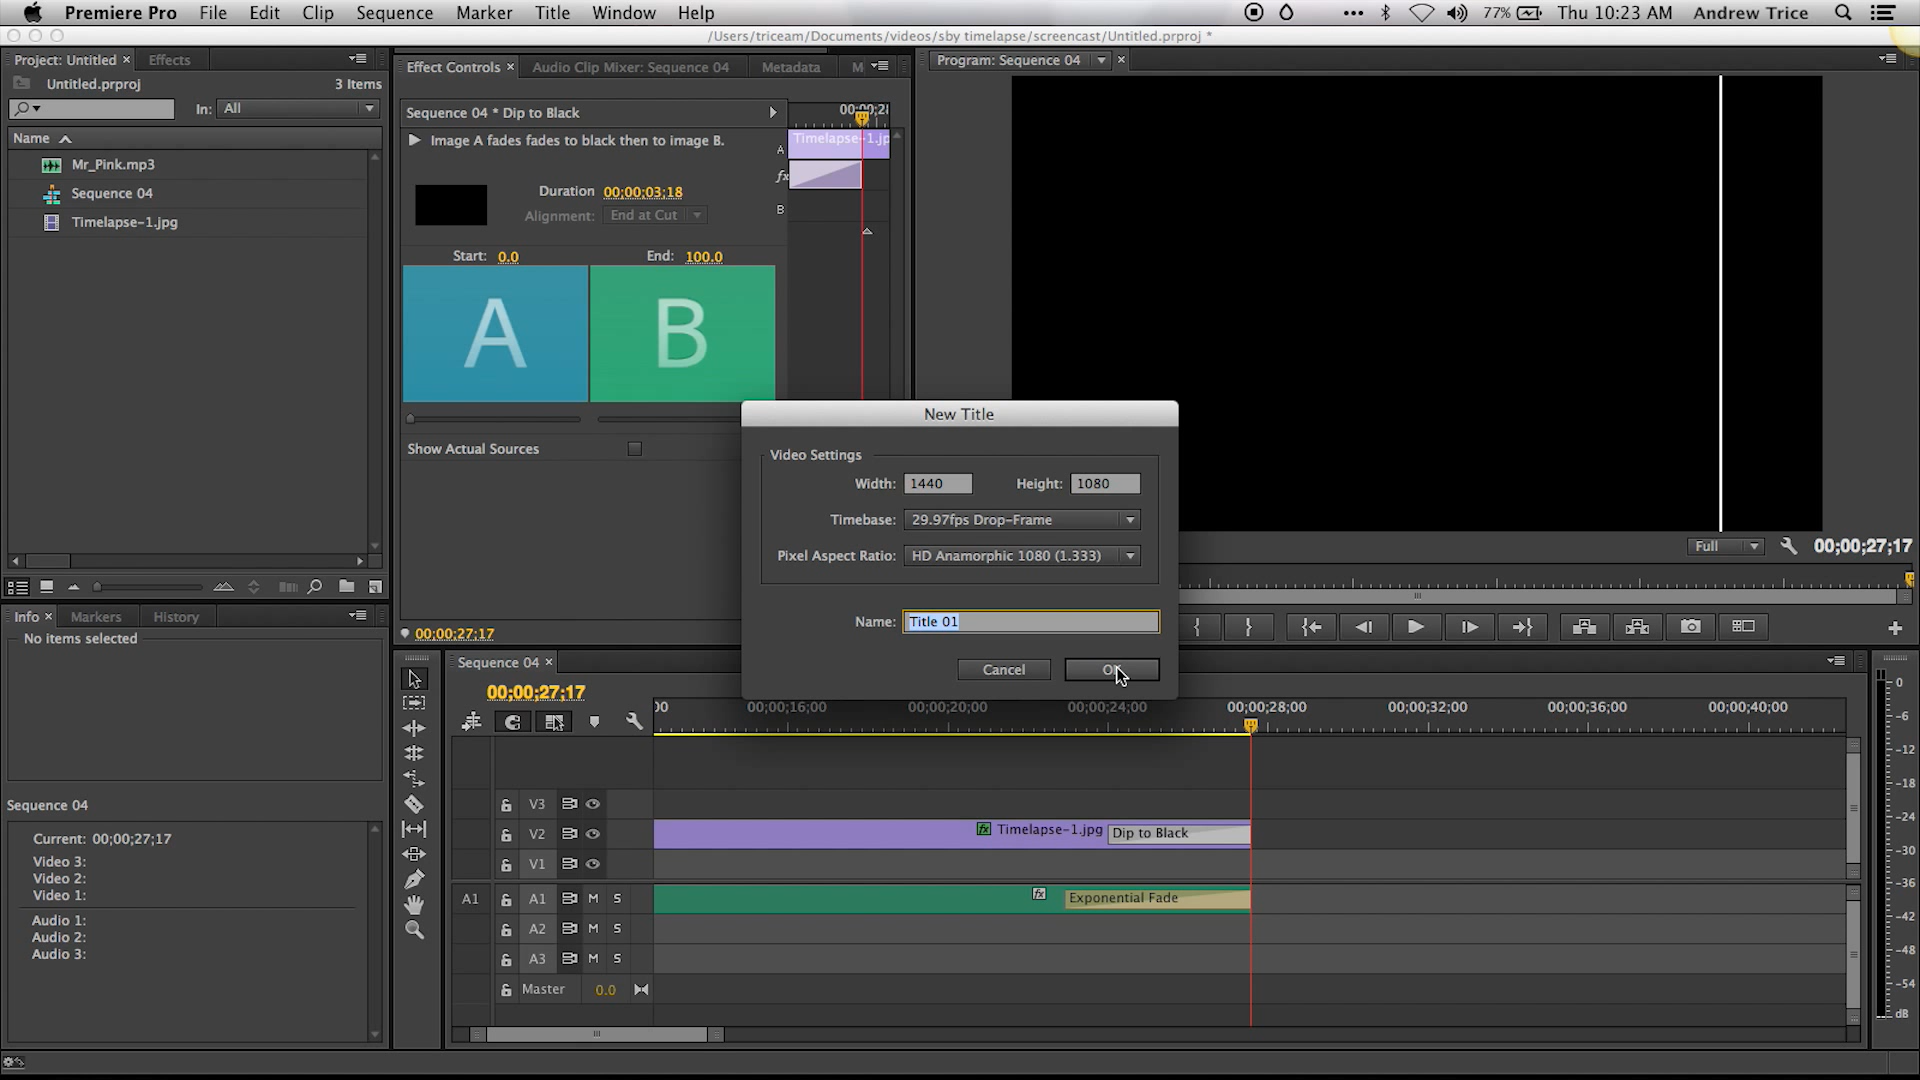 Premiere Pro File Edit Clip Sequence Marker Title Window Help 77% Thu 10:23 AM Andrew Trice
/Users/triceam/Documents/videos/sby timelapse/screencast/Untitled.prproj *
Project: Untitled × Effects
Untitled.prproj 3 Items
In: All
Name
Mr_Pink.mp3
Sequence 04
Timelapse-1.jpg
Effect Controls × Audio Clip Mixer: Sequence 04 Metadata M
Sequence 04 * Dip to Black
Image A fades fades to black then to image B.
Timelapse-1.jp
A
fx
B
Duration 00;00;03;18
Alignment: End at Cut
Start: 0.0 End: 100.0
A B
Show Actual Sources
00;00;27;17
Program: Sequence 04 ×
Full 00;00;27;17
New Title
Video Settings
Width: 1440 Height: 1080
Timebase: 29.97fps Drop-Frame
Pixel Aspect Ratio: HD Anamorphic 1080 (1.333)
Name: Title 01
Cancel
Info × Markers History
No items selected
Sequence 04
Current: 00;00;27;17
Video 3:
Video 2:
Video 1:
Audio 1:
Audio 2:
Audio 3:
Sequence 04 ×
00;00;27;17
00 00;00;16;00 00;00;20;00 00;00;24;00 00;00;28;00 00;00;32;00 00;00;36;00 00;00;40;00
V3
V2 fx Timelapse-1.jpg Dip to Black
V1
A1 A1 M S fx Exponential Fade
A2 M S
A3 M S
Master 0.0
0
-6
-12
-18
-24
-30
-36
-42
-48
-54
dB